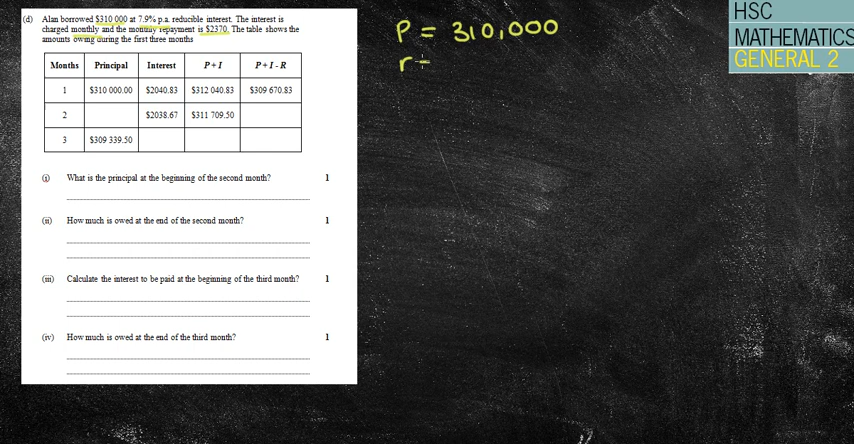 (d) Alan borrowed $310 000 at 7.9% p.a. reducible interest. The interest is
charged monthly and the monthly repayment is $2370. The table shows the
amounts owing during the first three months
Months Principal Interest P+I P+I-R
1 $310 000.00 $2040.83 $312 040.83 $309 670.83
2 $2038.67 $311 709.50
3 $309 339.50
(i) What is the principal at the beginning of the second month? 1
(ii) How much is owed at the end of the second month? 1
(iii) Calculate the interest to be paid at the beginning of the third month? 1
(iv) How much is owed at the end of the third month? 1
P = 310,000
r =
HSC
MATHEMATICS
GENERAL 2